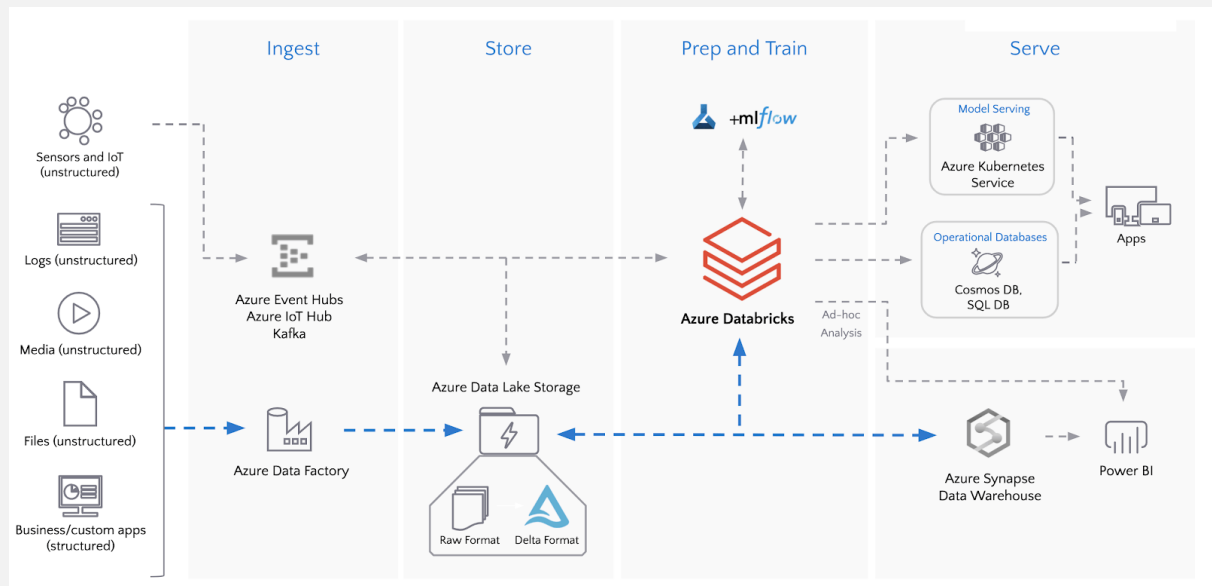 Ingest
Store
Prep and Train
Serve
Sensors and IoT
(unstructured)
Logs (unstructured)
Media (unstructured)
Files (unstructured)
Business/custom apps
(structured)
Azure Event Hubs
Azure IoT Hub
Kafka
Azure Data Factory
Azure Data Lake Storage
Raw Format
Delta Format
+mlflow
Azure Databricks
Ad-hoc
Analysis
Model Serving
Azure Kubernetes
Service
Operational Databases
Cosmos DB,
SQL DB
Apps
Azure Synapse
Data Warehouse
Power BI